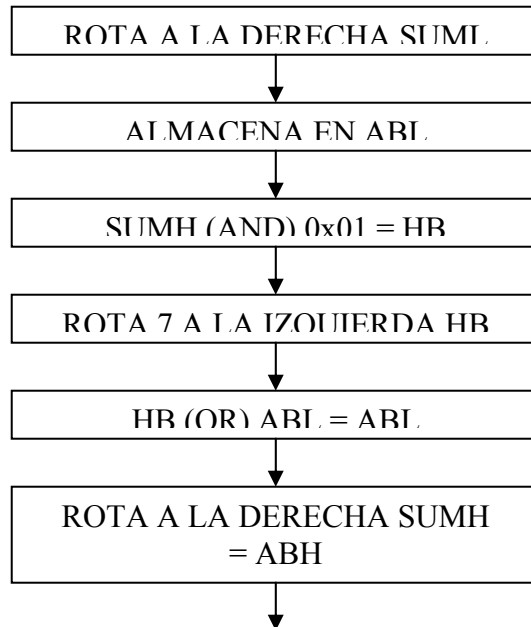 ROTA A LA DERECHA SUML
ALMACENA EN ABL
SUMH (AND) 0x01 = HB
ROTA 7 A LA IZQUIERDA HB
HB (OR) ABL = ABL
ROTA A LA DERECHA SUMH
= ABH